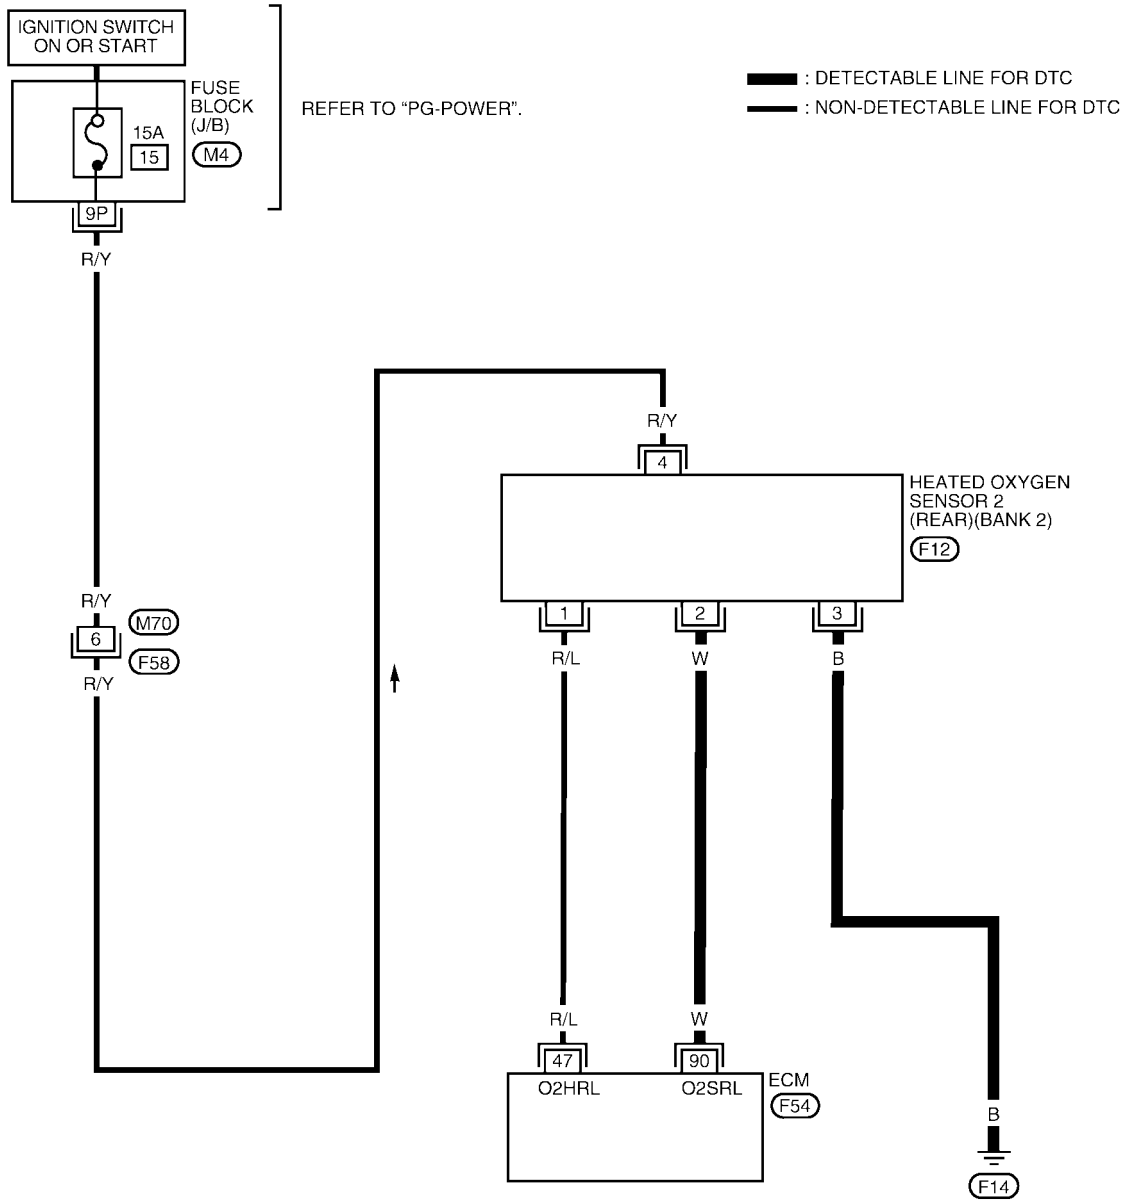 IGNITION SWITCH
ON OR START
FUSE
BLOCK
(J/B)
M4
15A
15
9P
REFER TO “PG-POWER”.
: DETECTABLE LINE FOR DTC
: NON-DETECTABLE LINE FOR DTC
R/Y
R/Y
4
HEATED OXYGEN
SENSOR 2
(REAR)(BANK 2)
F12
R/Y
M70
6
F58
R/Y
1
2
3
R/L
W
B
R/L
W
47
90
O2HRL
O2SRL
ECM
F54
B
F14